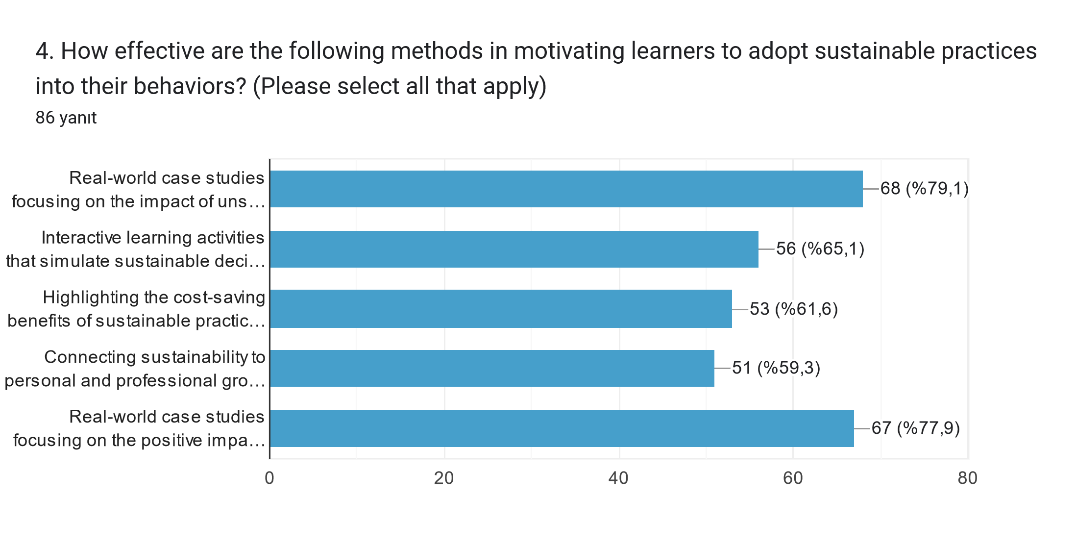 4. How effective are the following methods in motivating learners to adopt sustainable practices
into their behaviors? (Please select all that apply)
86 yanıt
Real-world case studies
focusing on the impact of uns…
68 (%79,1)
Interactive learning activities
that simulate sustainable deci…
56 (%65,1)
Highlighting the cost-saving
benefits of sustainable practic…
53 (%61,6)
Connecting sustainability to
personal and professional gro…
51 (%59,3)
Real-world case studies
focusing on the positive impa…
67 (%77,9)
0
20
40
60
80